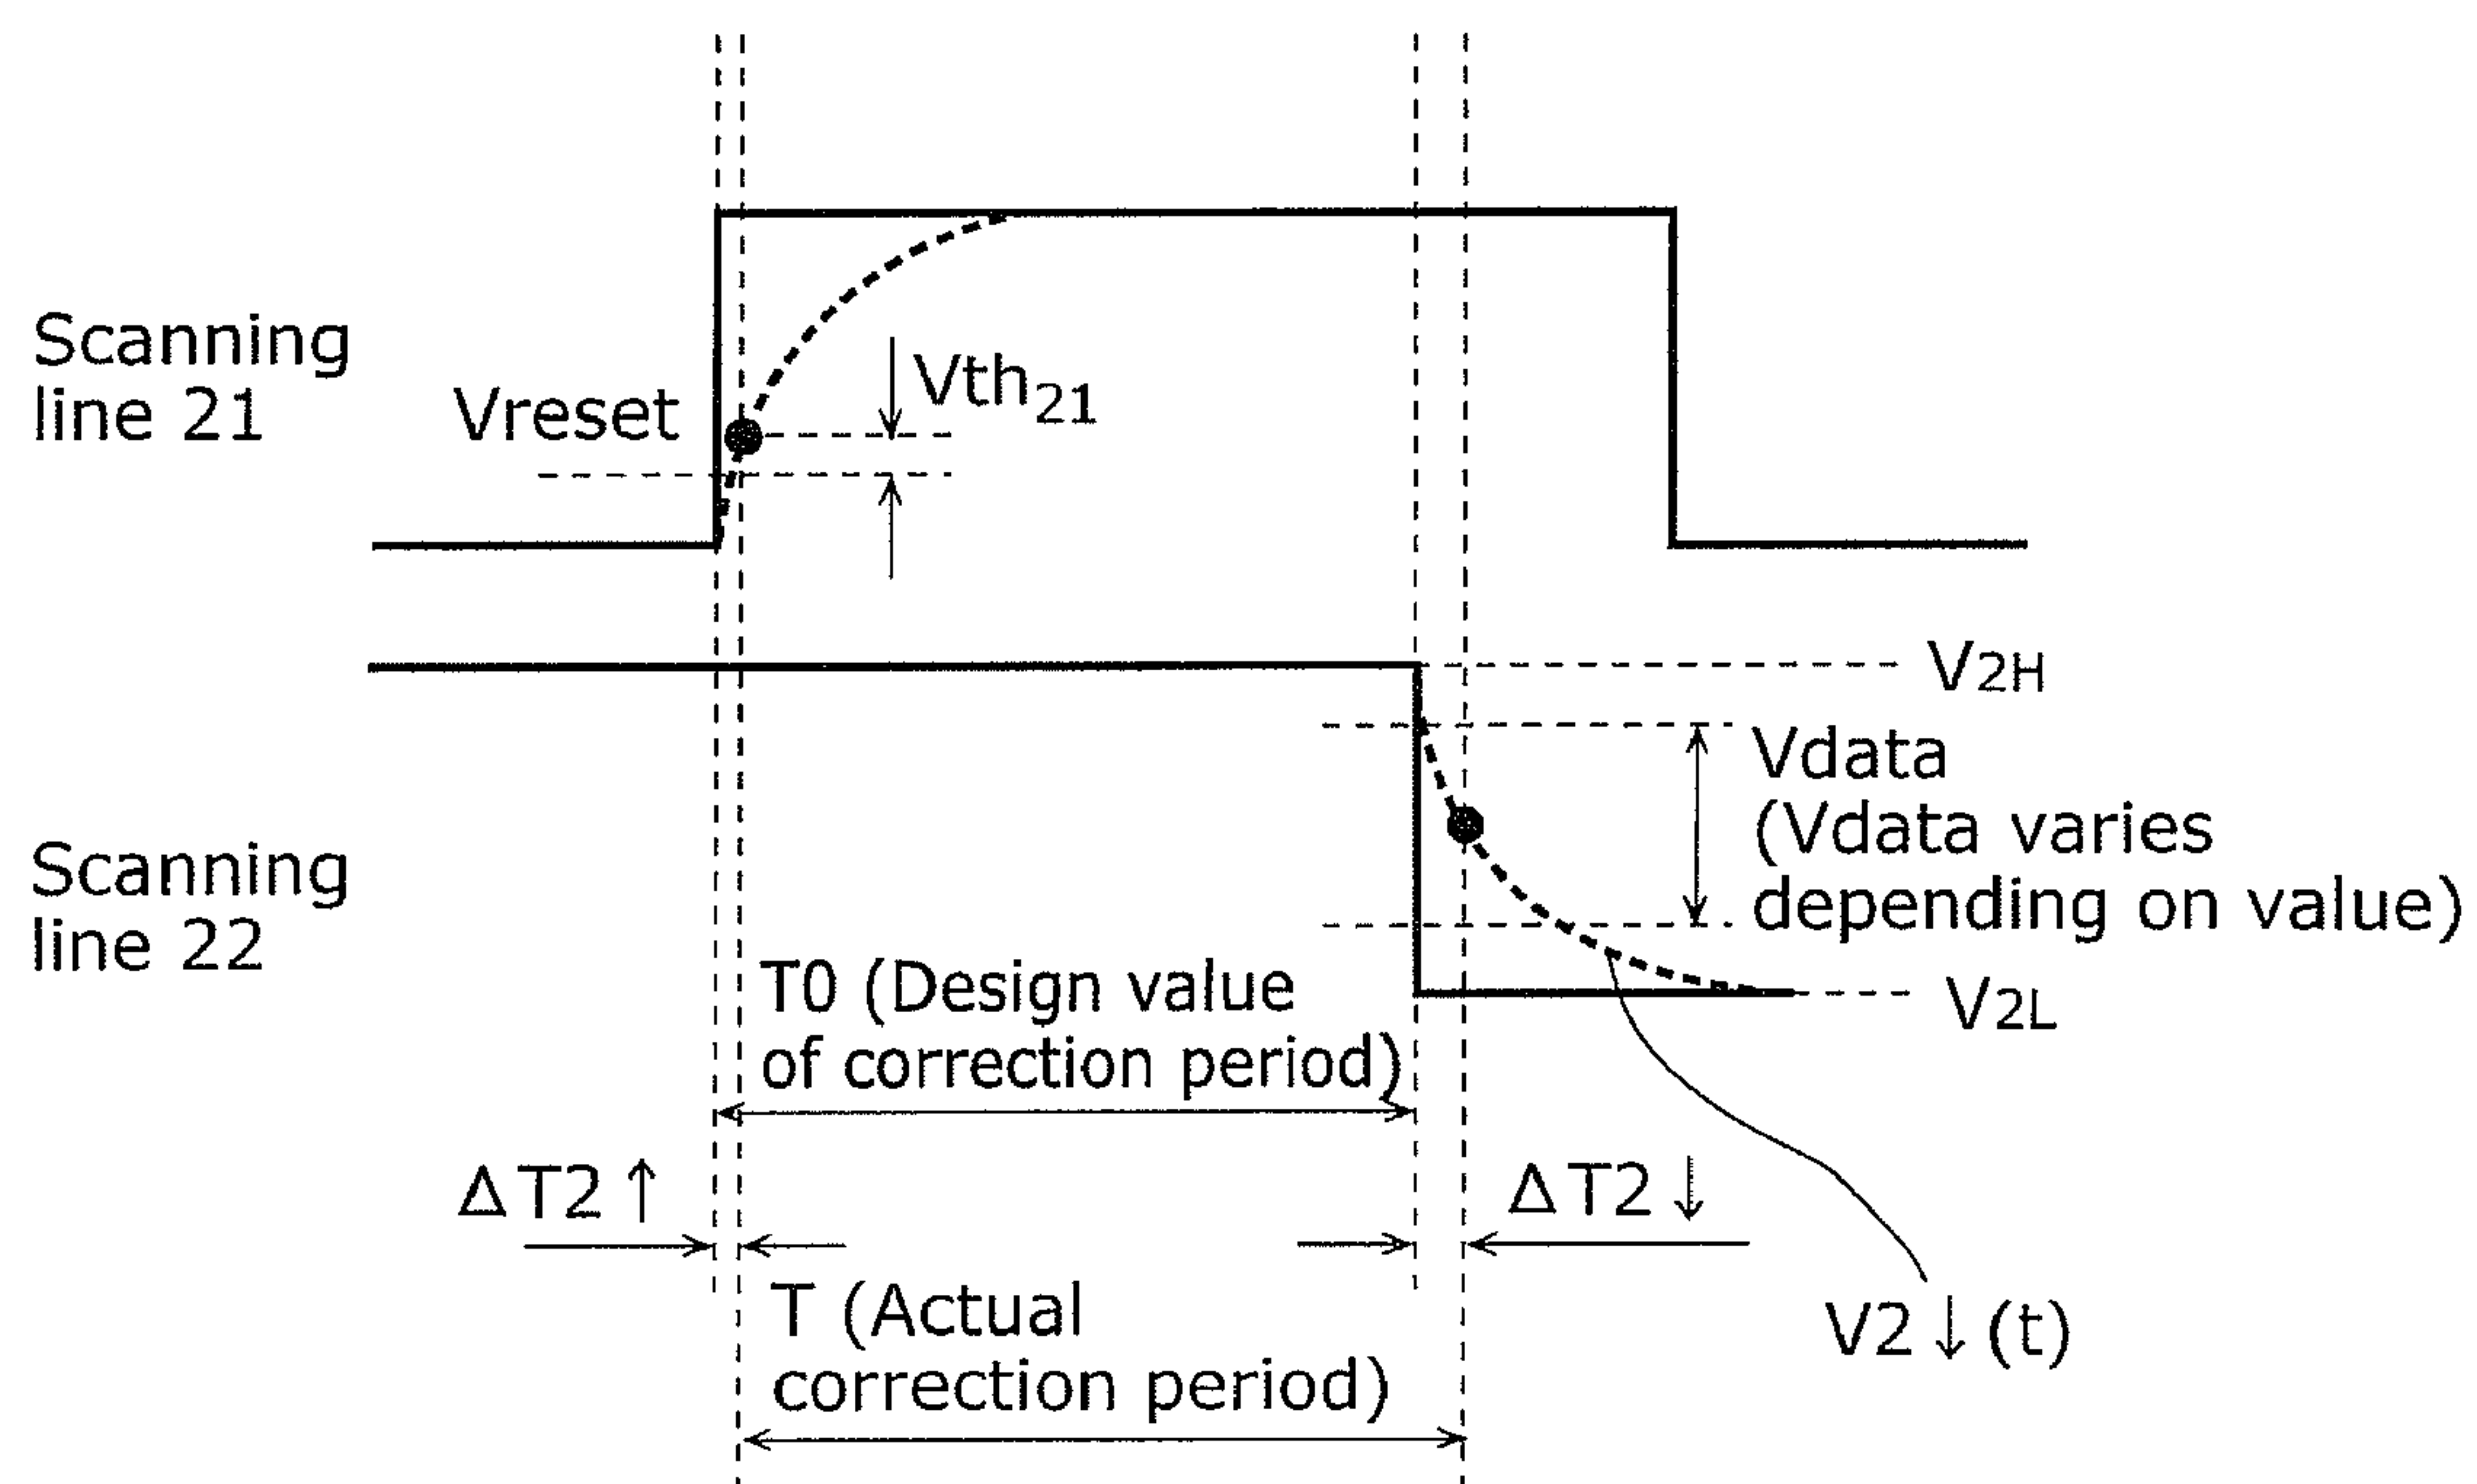 Scanning
line 21
Vreset
Vth21
V2H
Vdata
(Vdata varies
depending on value)
Scanning
line 22
V2L
T0 (Design value
of correction period)
ΔT2↑
ΔT2↓
T (Actual
correction period)
V2↓(t)